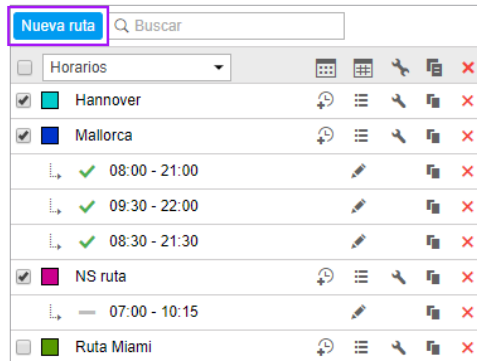 Nueva ruta Buscar
Horarios
Hannover
Mallorca
08:00 - 21:00
09:30 - 22:00
08:30 - 21:30
NS ruta
07:00 - 10:15
Ruta Miami